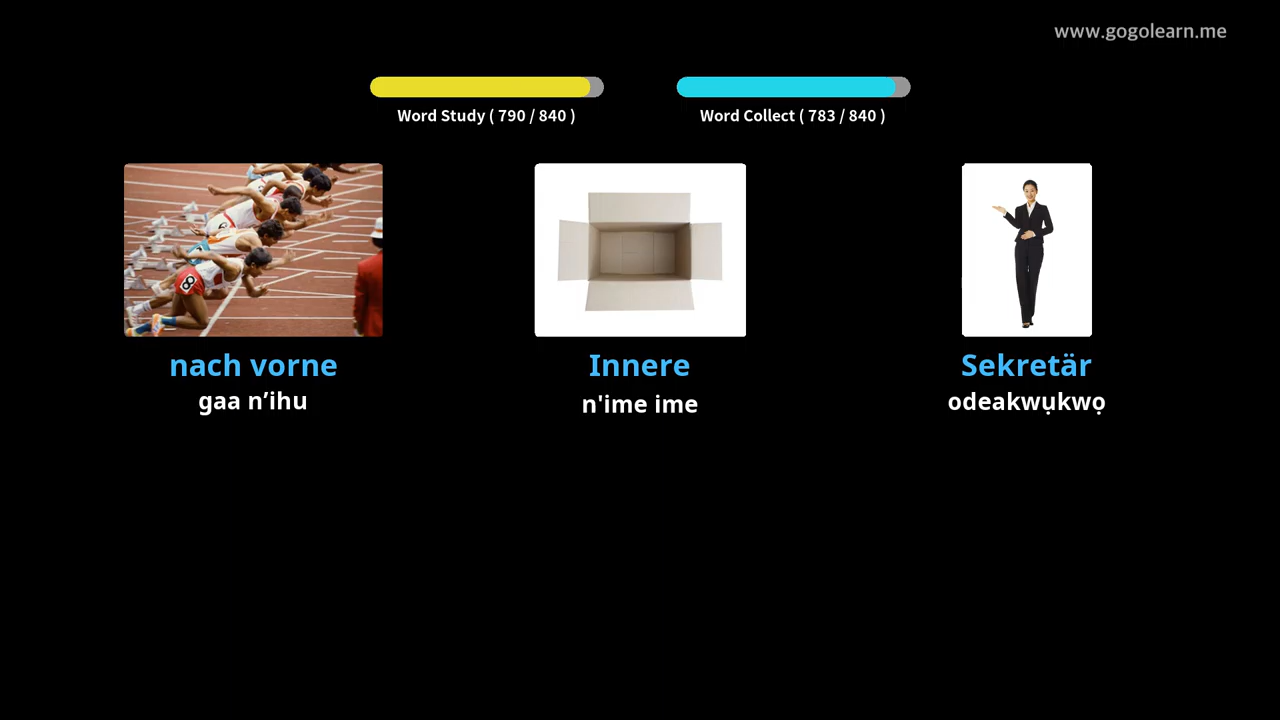 www.gogolearn.me
Word Study ( 790 / 840 )
Word Collect ( 783 / 840 )
8
nach vorne
gaa n’ihu
Innere
n'ime ime
Sekretär
odeakwụkwọ